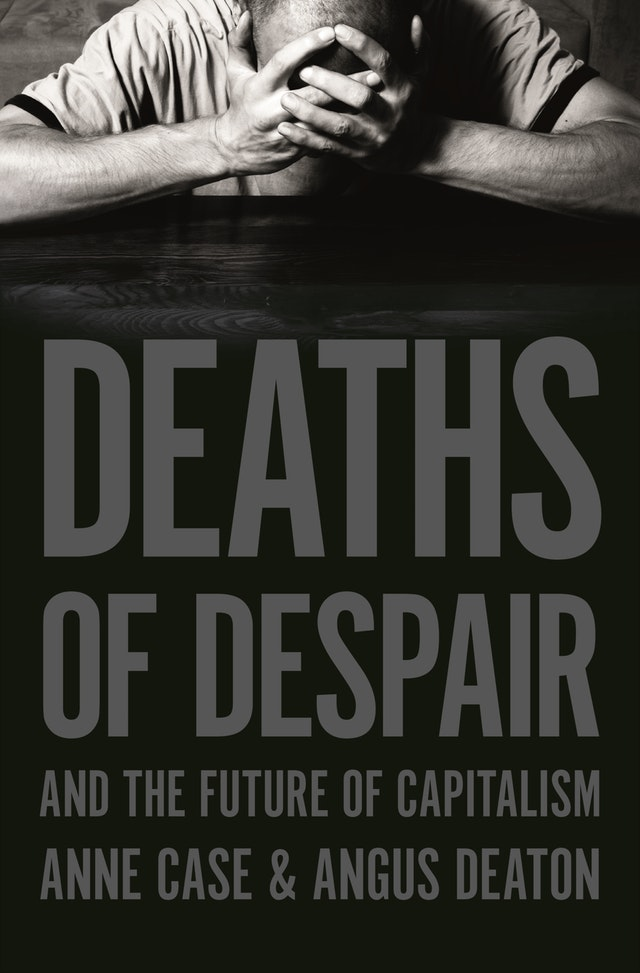 DEATHS
OF DESPAIR
AND THE FUTURE OF CAPITALISM
ANNE CASE & ANGUS DEATON